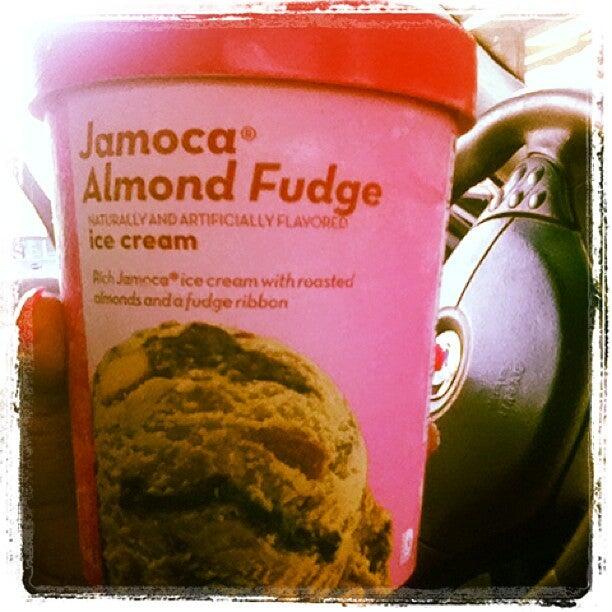 Jamoca®
Almond Fudge
NATURALLY AND ARTIFICIALLY FLAVORED
ice cream
Rich Jamoca® ice cream with roasted
almonds and a fudge ribbon